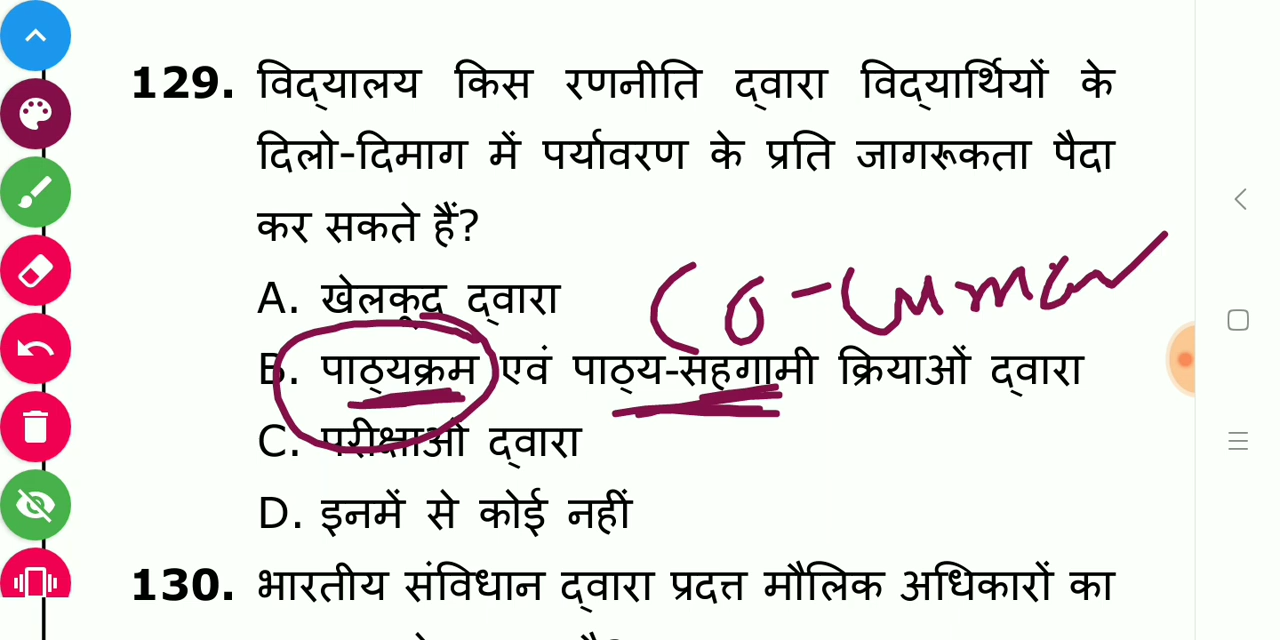 129. विद्यालय किस रणनीति द्वारा विद्यार्थियों के
दिलो-दिमाग में पर्यावरण के प्रति जागरूकता पैदा
कर सकते हैं?
A. खेलकूद द्वारा
Co-
B. पाठ्यक्रम एवं पाठ्य-सहगामी क्रियाओं द्वारा
C. परीक्षाओं द्वारा
D. इनमें से कोई नहीं
130. भारतीय संविधान द्वारा प्रदत्त मौलिक अधिकारों का